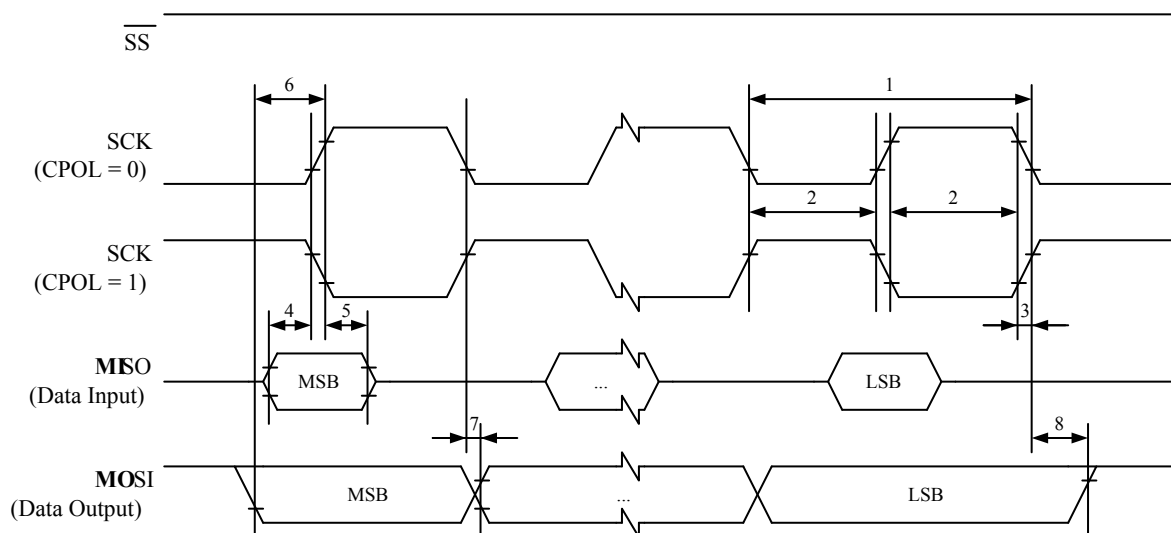 SS
6
1
SCK
(CPOL = 0)
2
2
SCK
(CPOL = 1)
4
5
3
MISO
(Data Input)
MSB
...
LSB
7
8
MOSI
(Data Output)
MSB
...
LSB